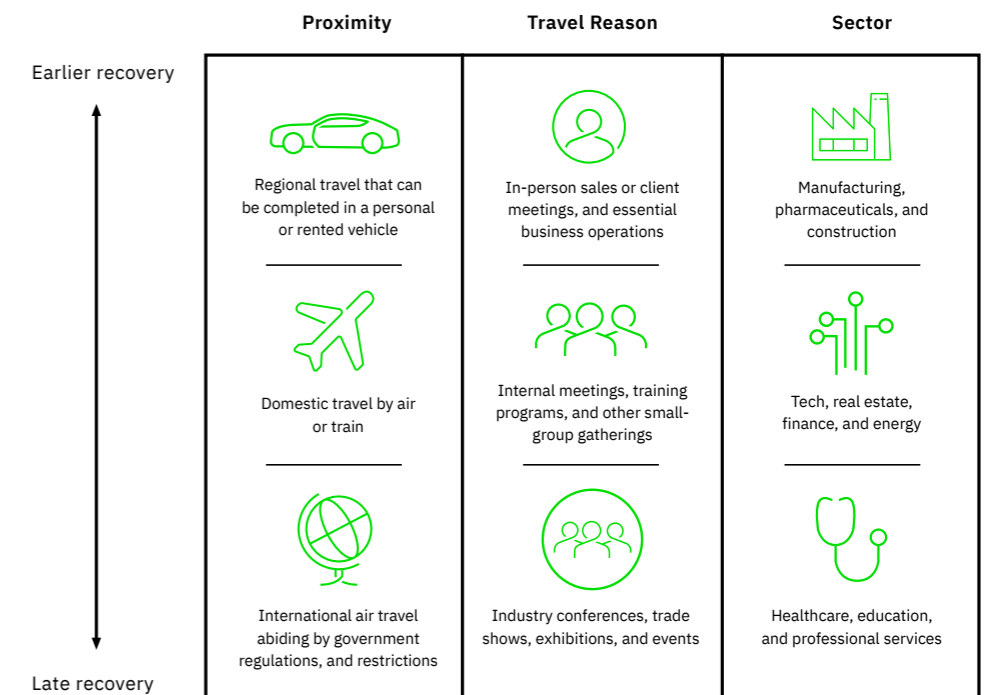 Proximity
Travel Reason
Sector
Earlier recovery
Regional travel that can
be completed in a personal
or rented vehicle
In-person sales or client
meetings, and essential
business operations
Manufacturing,
pharmaceuticals, and
construction
Domestic travel by air
or train
Internal meetings, training
programs, and other small-
group gatherings
Tech, real estate,
finance, and energy
International air travel
abiding by government
regulations, and restrictions
Industry conferences, trade
shows, exhibitions, and events
Healthcare, education,
and professional services
Late recovery